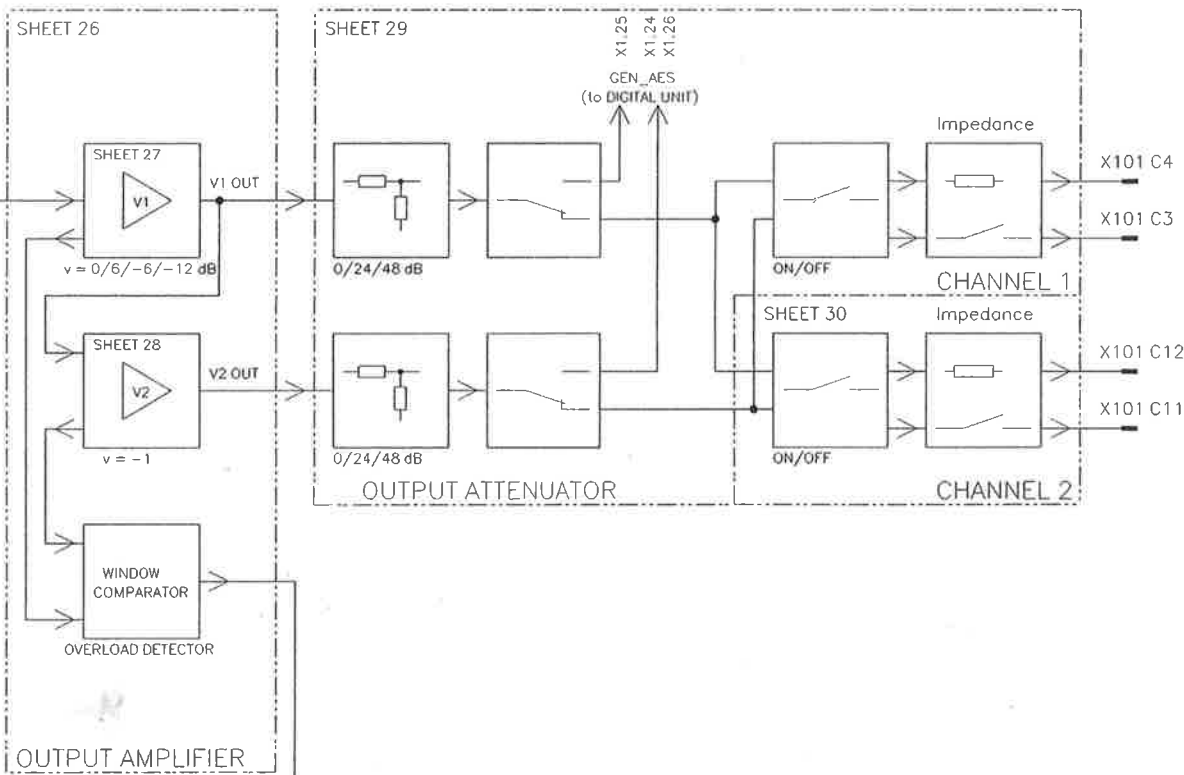 SHEET 26
SHEET 29
X1.25
X1.24
X1.26
GEN_AES
(to DIGITAL UNIT)
SHEET 27
V1
V1 OUT
v = 0/6/-6/-12 dB
0/24/48 dB
ON/OFF
Impedance
X101 C4
X101 C3
CHANNEL 1
SHEET 28
V2
V2 OUT
v = -1
0/24/48 dB
OUTPUT ATTENUATOR
SHEET 30
ON/OFF
Impedance
X101 C12
X101 C11
CHANNEL 2
WINDOW
COMPARATOR
OVERLOAD DETECTOR
OUTPUT AMPLIFIER